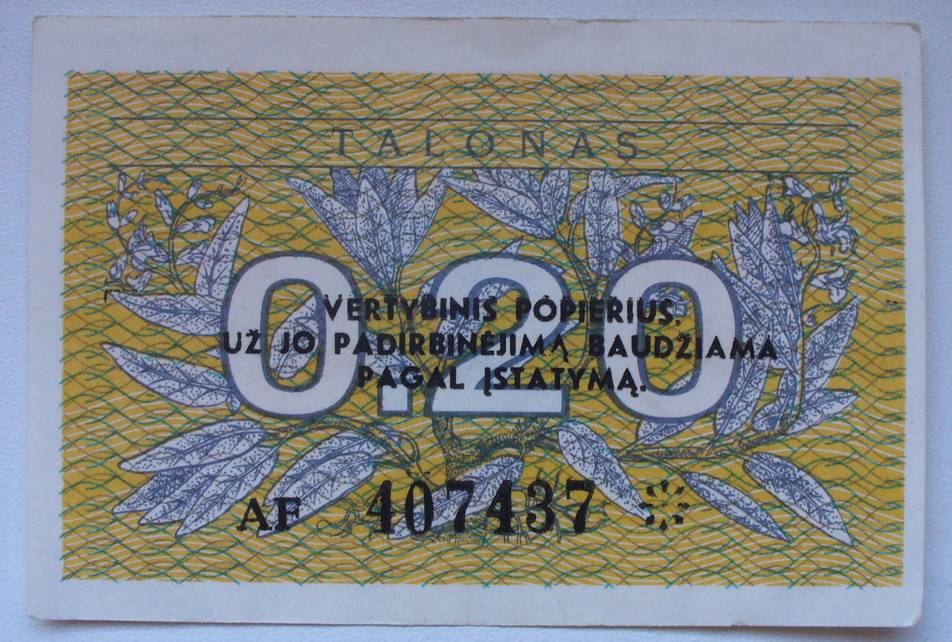 TALONAS
0.20
VERTYBINIS POPIERIUS.
UŽ JO PADIRBINĖJIMĄ BAUDŽIAMA
PAGAL ĮSTATYMĄ.
AF 407437